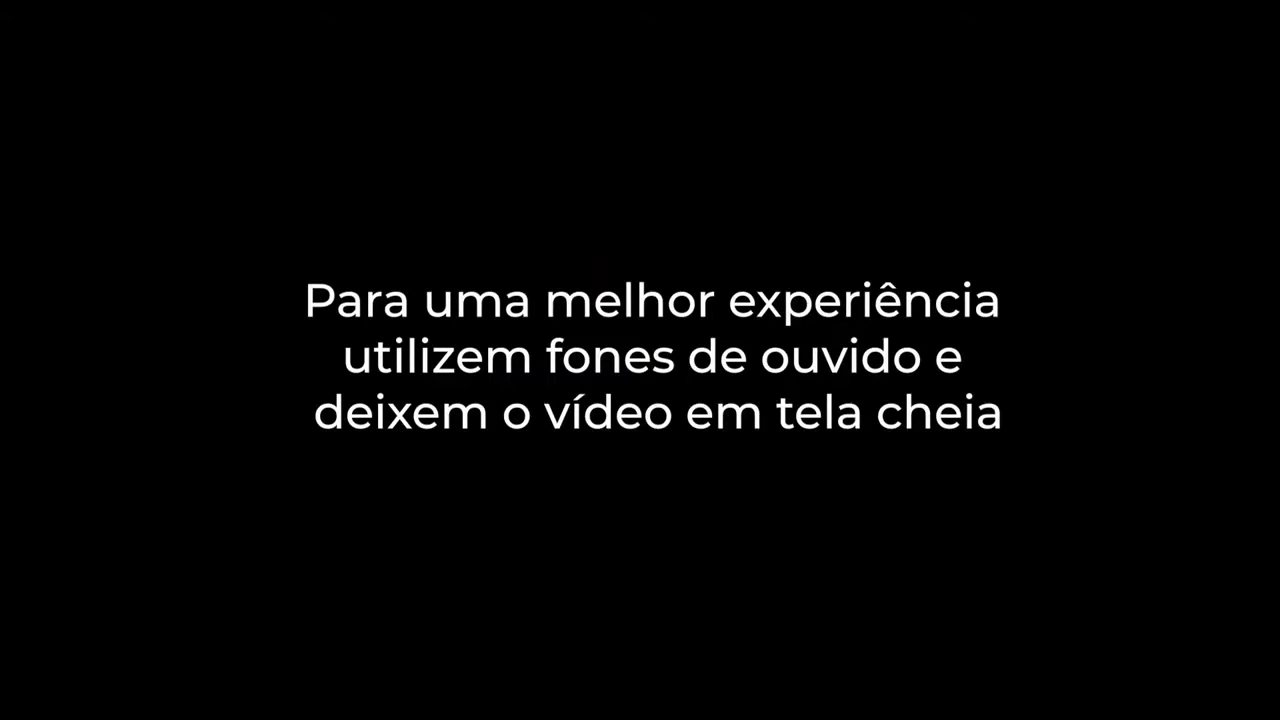 Para uma melhor experiência
utilizem fones de ouvido e
deixem o vídeo em tela cheia